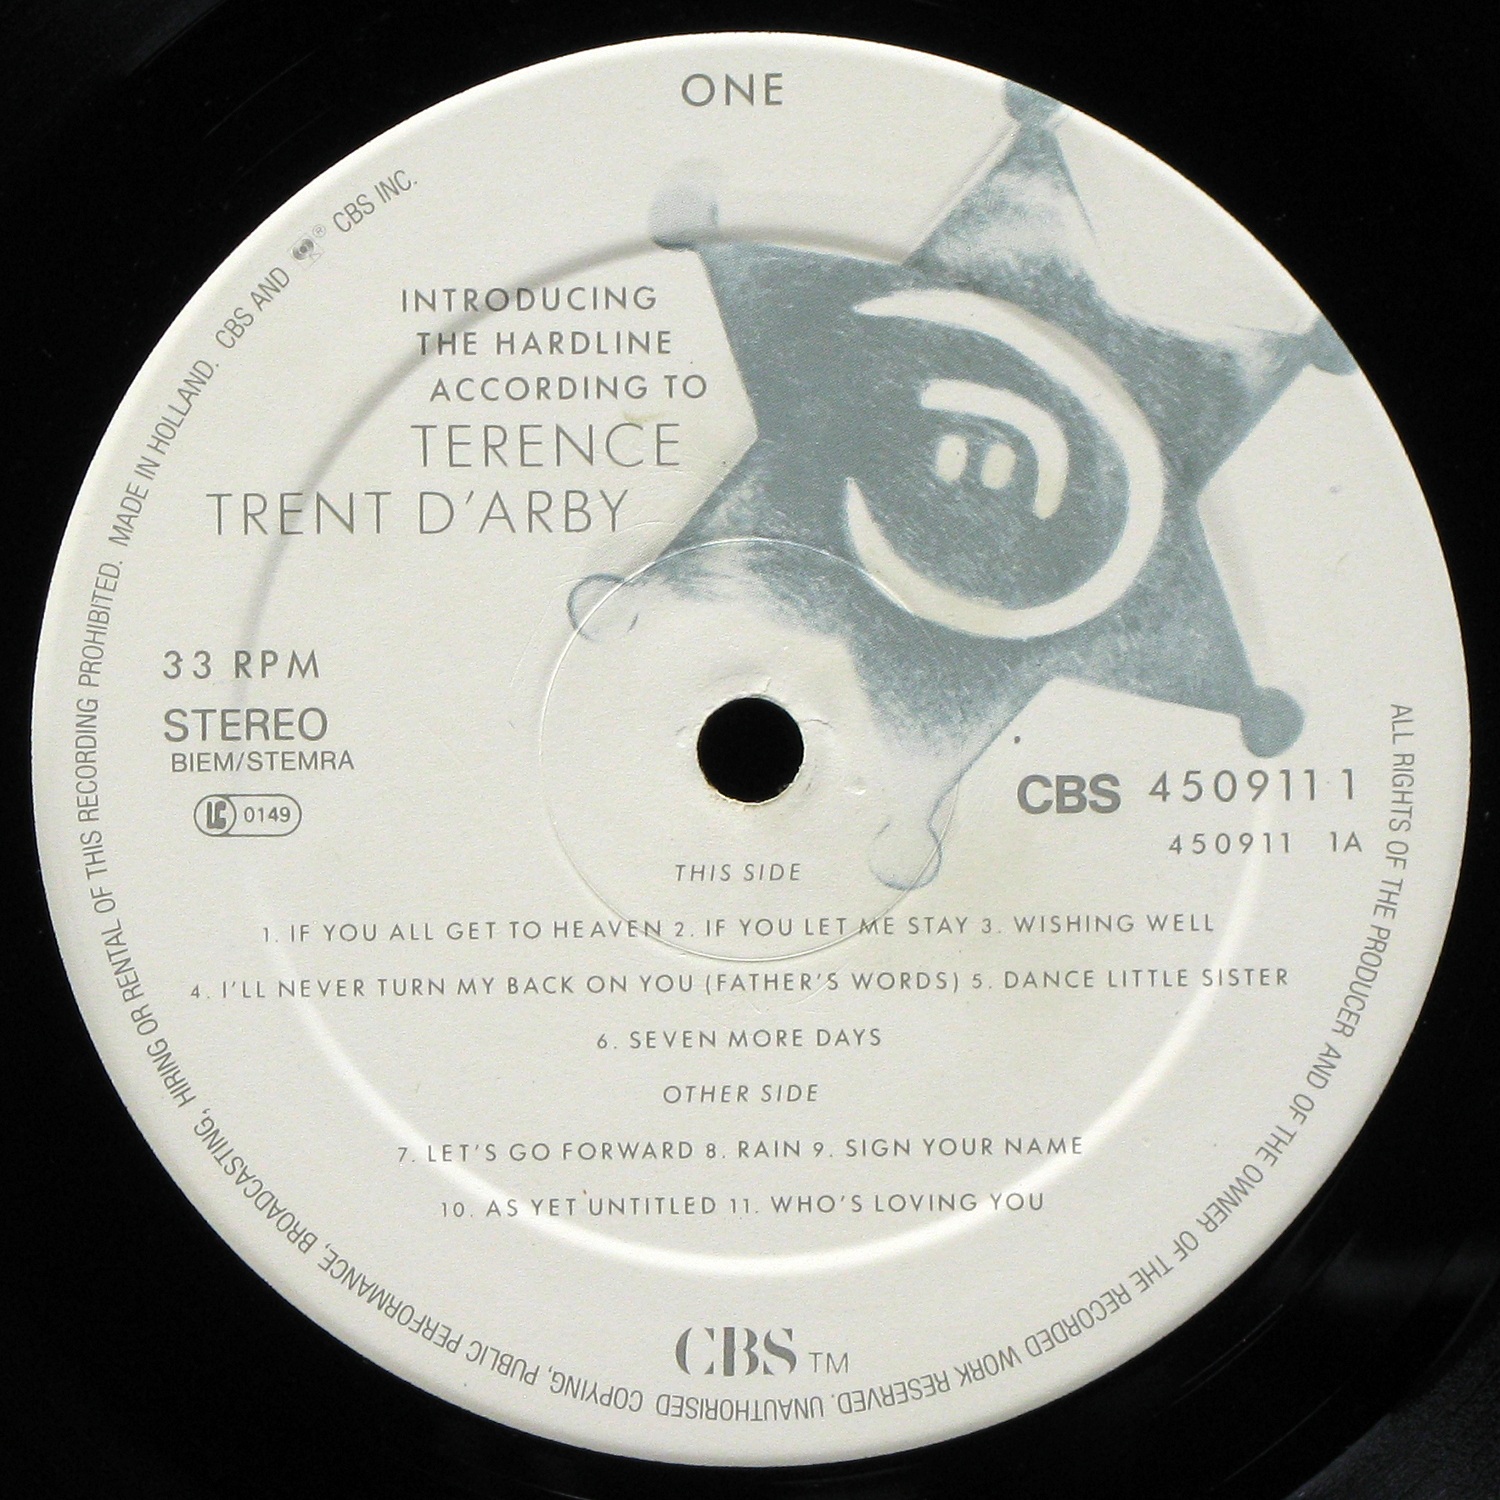 ONE
INTRODUCING
THE HARDLINE
ACCORDING TO
TERENCE
TRENT D'ARBY
33 RPM
STEREO
BIEM/STEMRA
LC 0149
CBS 450911 1
450911 1A
THIS SIDE
1. IF YOU ALL GET TO HEAVEN 2. IF YOU LET ME STAY 3. WISHING WELL
4. I'LL NEVER TURN MY BACK ON YOU (FATHER'S WORDS) 5. DANCE LITTLE SISTER
6. SEVEN MORE DAYS
OTHER SIDE
7. LET'S GO FORWARD 8. RAIN 9. SIGN YOUR NAME
10. AS YET UNTITLED 11. WHO'S LOVING YOU
CBS TM
ALL RIGHTS OF THE PRODUCER AND OF THE OWNER OF THE RECORDED WORK RESERVED. UNAUTHORISED COPYING, PUBLIC PERFORMANCE, BROADCASTING, HIRING OR RENTAL OF THIS RECORDING PROHIBITED. MADE IN HOLLAND. CBS AND ® CBS INC.